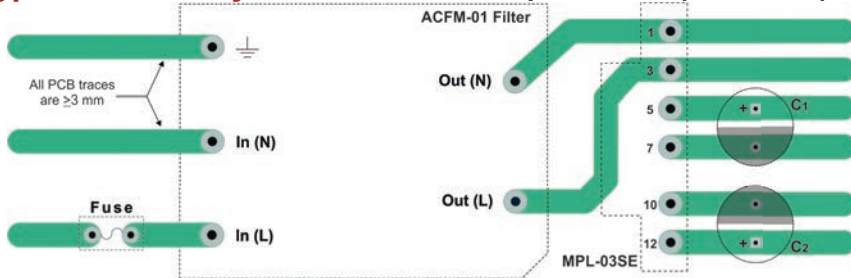 ACFM-01 Filter
1
Out (N)
3
All PCB traces
are ≥3 mm
5
+
C1
In (N)
7
Fuse
Out (L)
10
In (L)
12
+
C2
MPL-03SE